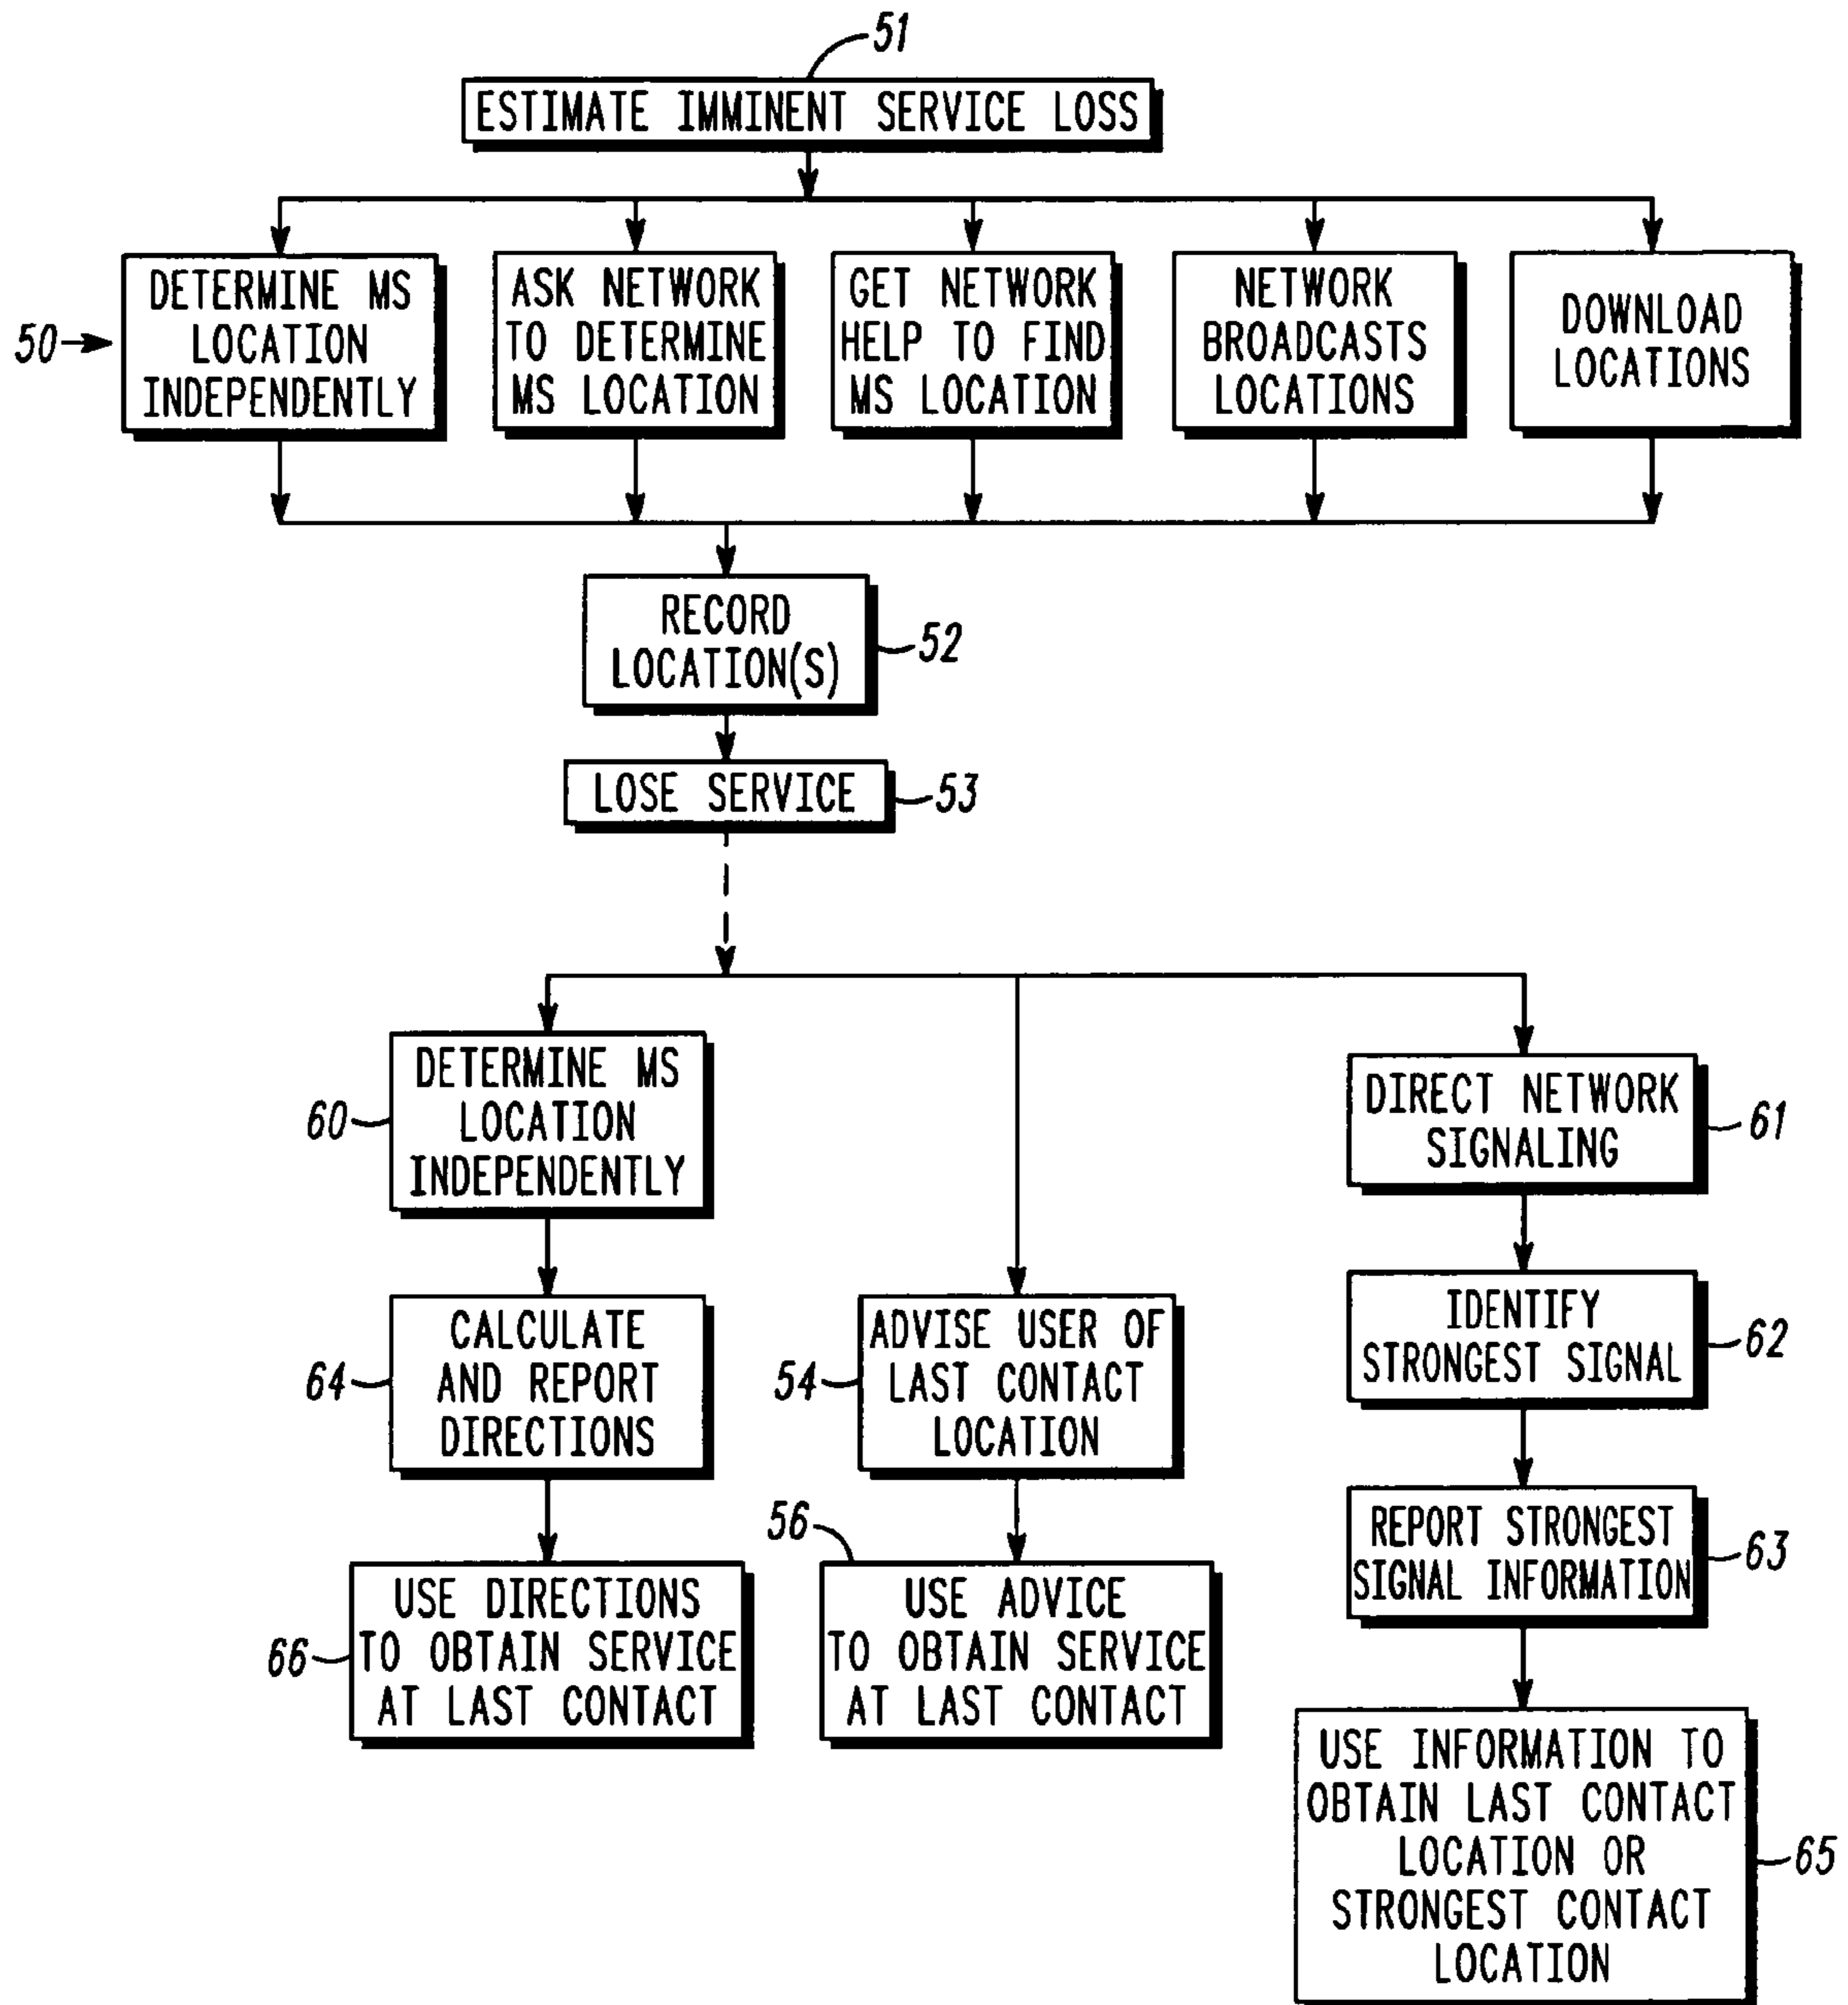 51
ESTIMATE IMMINENT SERVICE LOSS
50
DETERMINE MS
LOCATION
INDEPENDENTLY
ASK NETWORK
TO DETERMINE
MS LOCATION
GET NETWORK
HELP TO FIND
MS LOCATION
NETWORK
BROADCASTS
LOCATIONS
DOWNLOAD
LOCATIONS
RECORD
LOCATION(S)
52
LOSE SERVICE
53
60
DETERMINE MS
LOCATION
INDEPENDENTLY
DIRECT NETWORK
SIGNALING
61
64
CALCULATE
AND REPORT
DIRECTIONS
54
ADVISE USER OF
LAST CONTACT
LOCATION
IDENTIFY
STRONGEST SIGNAL
62
66
USE DIRECTIONS
TO OBTAIN SERVICE
AT LAST CONTACT
56
USE ADVICE
TO OBTAIN SERVICE
AT LAST CONTACT
REPORT STRONGEST
SIGNAL INFORMATION
63
USE INFORMATION TO
OBTAIN LAST CONTACT
LOCATION OR
STRONGEST CONTACT
LOCATION
65